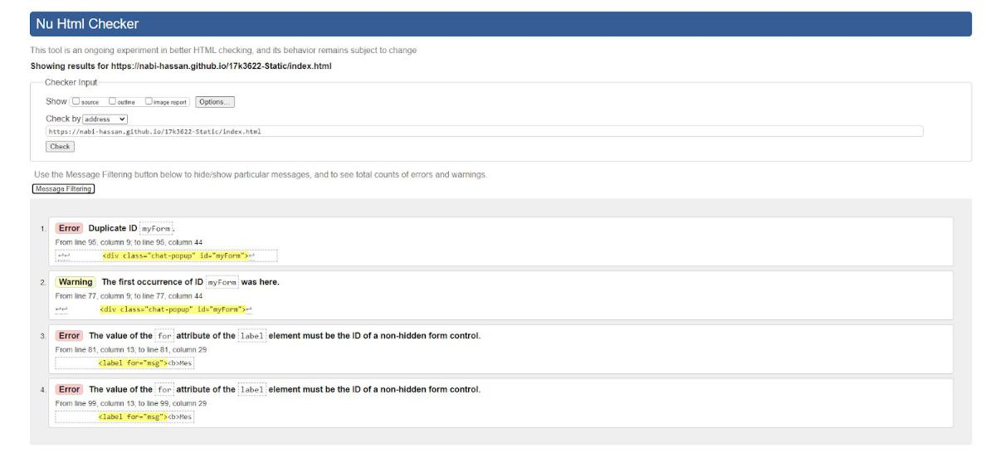 Nu Html Checker
This tool is an ongoing experiment in better HTML checking, and its behavior remains subject to change
Showing results for https://nabi-hassan.github.io/17k3622-Static/index.html
Checker Input
Show source outline image report Options...
Check by address
https://nabi-hassan.github.io/17k3622-Static/index.html
Check
Use the Message Filtering button below to hide/show particular messages, and to see total counts of errors and warnings.
Message Filtering
1. Error Duplicate ID myForm.
From line 95, column 9; to line 95, column 44
↩↩ <div class="chat-popup" id="myForm">↩
2. Warning The first occurrence of ID myForm was here.
From line 77, column 9; to line 77, column 44
↩↩ <div class="chat-popup" id="myForm">↩
3. Error The value of the for attribute of the label element must be the ID of a non-hidden form control.
From line 81, column 13; to line 81, column 29
<label for="msg"><b>Mes
4. Error The value of the for attribute of the label element must be the ID of a non-hidden form control.
From line 99, column 13; to line 99, column 29
<label for="msg"><b>Mes